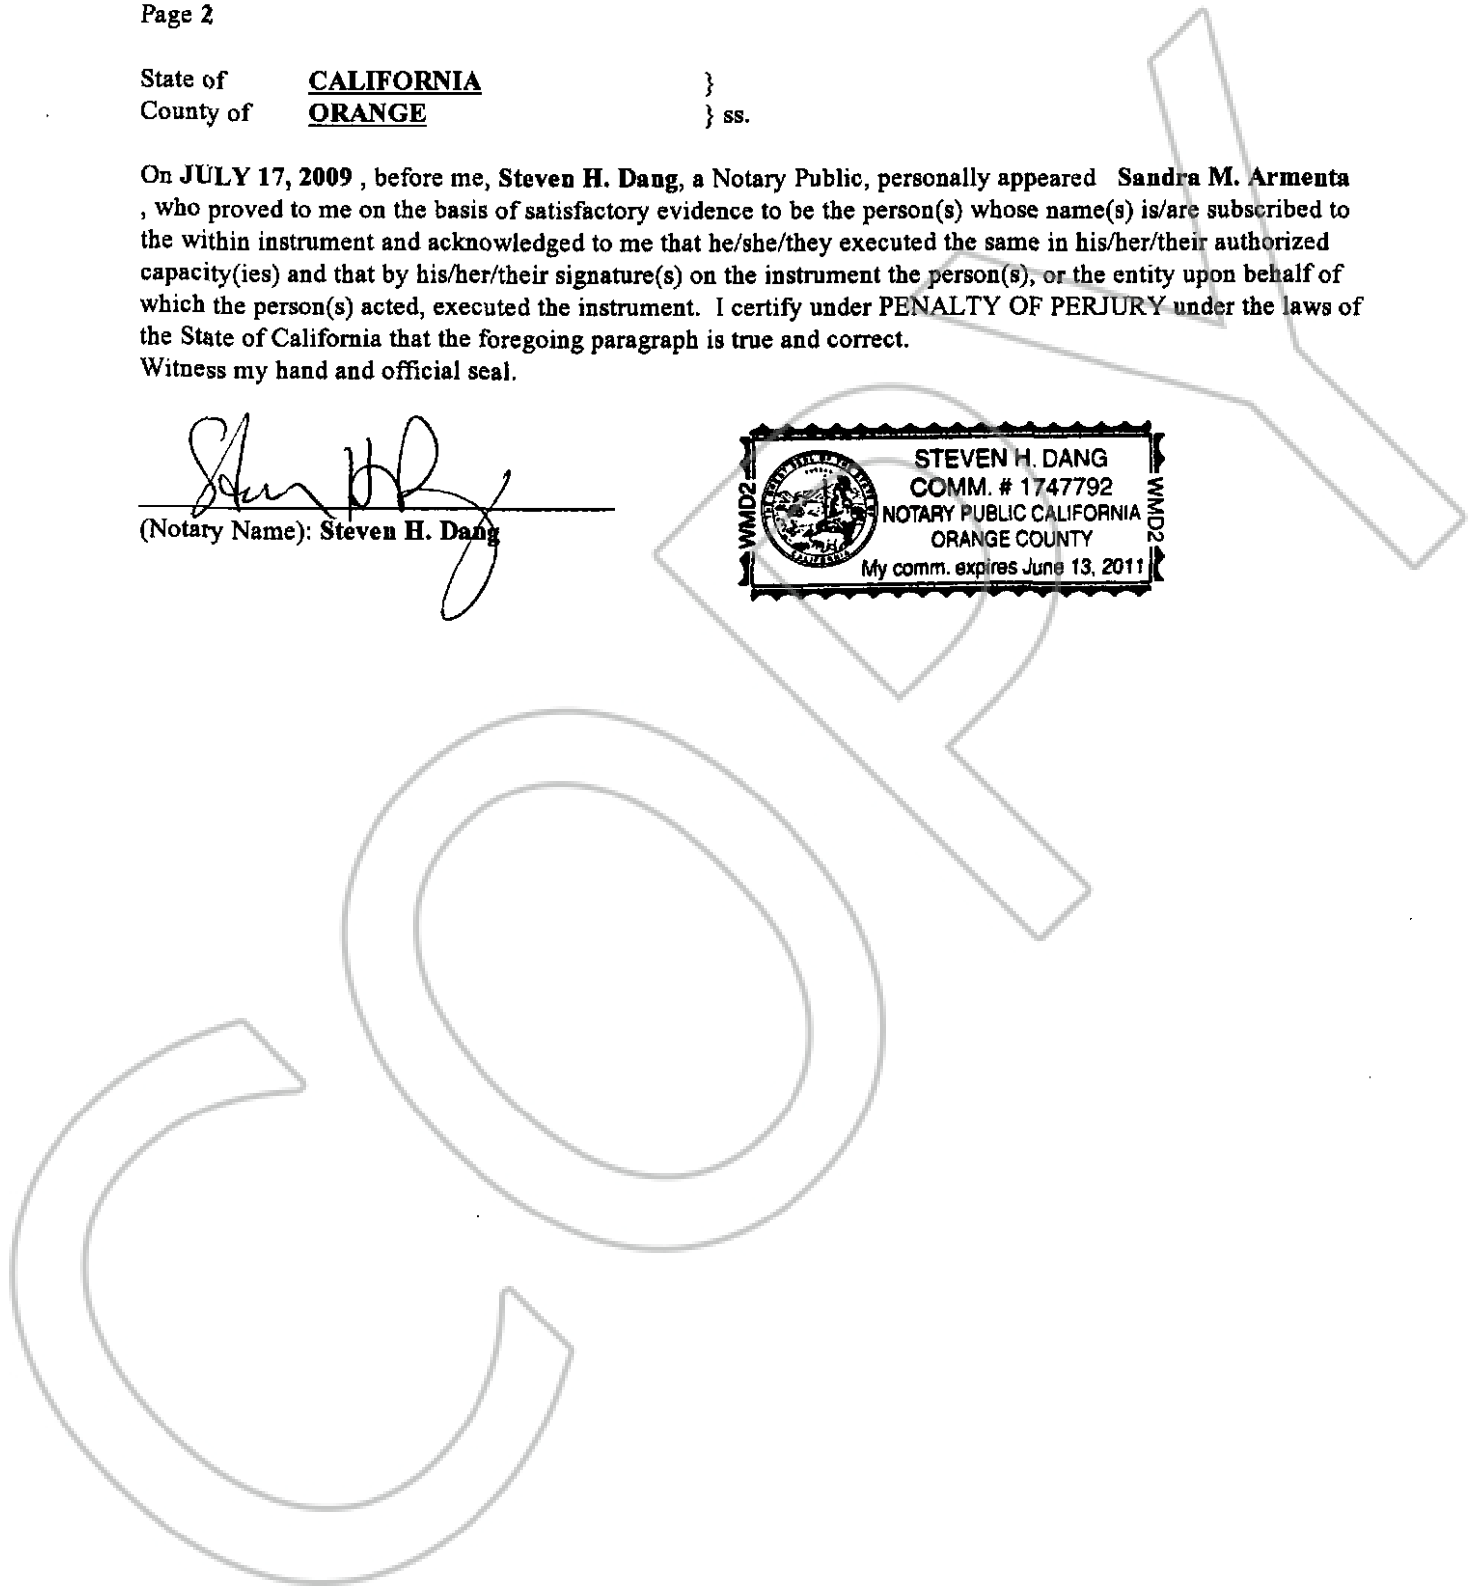 Page 2
State of CALIFORNIA }
County of ORANGE } ss.
On JULY 17, 2009 , before me, Steven H. Dang, a Notary Public, personally appeared Sandra M. Armenta
, who proved to me on the basis of satisfactory evidence to be the person(s) whose name(s) is/are subscribed to
the within instrument and acknowledged to me that he/she/they executed the same in his/her/their authorized
capacity(ies) and that by his/her/their signature(s) on the instrument the person(s), or the entity upon behalf of
which the person(s) acted, executed the instrument. I certify under PENALTY OF PERJURY under the laws of
the State of California that the foregoing paragraph is true and correct.
Witness my hand and official seal.
Steven H Dang
(Notary Name): Steven H. Dang
WMD2
STEVEN H. DANG
COMM. # 1747792
NOTARY PUBLIC CALIFORNIA
ORANGE COUNTY
My comm. expires June 13, 2011
WMD2
COPY